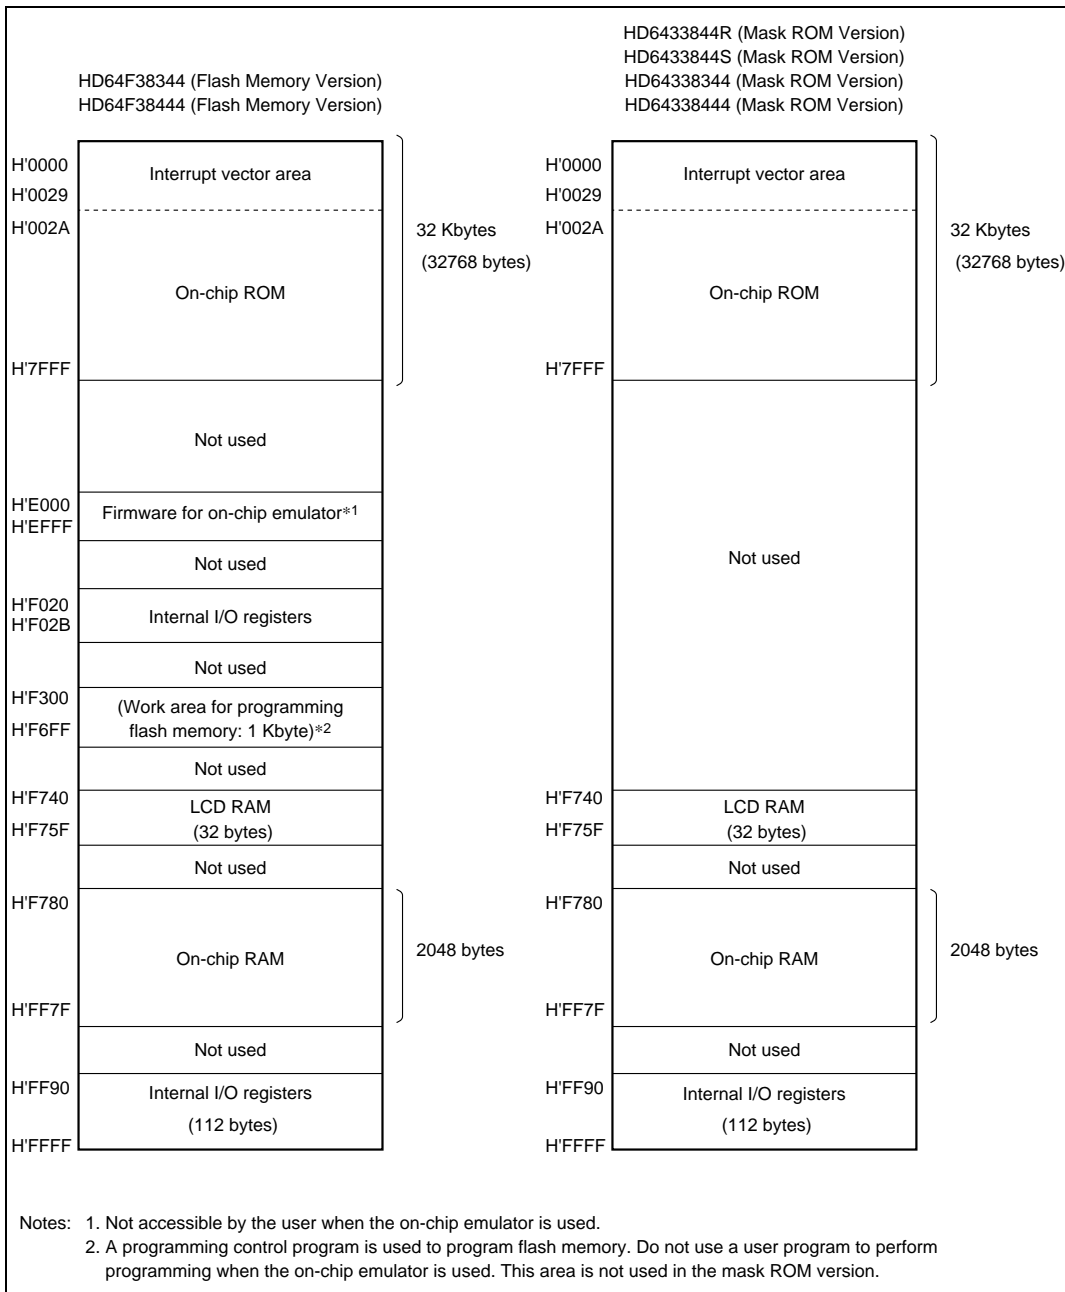 HD64F38344 (Flash Memory Version)
HD64F38444 (Flash Memory Version)
H'0000
Interrupt vector area
H'0029
H'002A
32 Kbytes
(32768 bytes)
On-chip ROM
H'7FFF
Not used
H'E000
Firmware for on-chip emulator*1
H'EFFF
Not used
H'F020
Internal I/O registers
H'F02B
Not used
H'F300
(Work area for programming
flash memory: 1 Kbyte)*2
H'F6FF
Not used
H'F740
LCD RAM
(32 bytes)
H'F75F
Not used
H'F780
On-chip RAM
2048 bytes
H'FF7F
Not used
H'FF90
Internal I/O registers
(112 bytes)
H'FFFF
HD6433844R (Mask ROM Version)
HD6433844S (Mask ROM Version)
HD64338344 (Mask ROM Version)
HD64338444 (Mask ROM Version)
H'0000
Interrupt vector area
H'0029
H'002A
32 Kbytes
(32768 bytes)
On-chip ROM
H'7FFF
Not used
H'F740
LCD RAM
(32 bytes)
H'F75F
Not used
H'F780
On-chip RAM
2048 bytes
H'FF7F
Not used
H'FF90
Internal I/O registers
(112 bytes)
H'FFFF
Notes: 1. Not accessible by the user when the on-chip emulator is used.
2. A programming control program is used to program flash memory. Do not use a user program to perform
programming when the on-chip emulator is used. This area is not used in the mask ROM version.